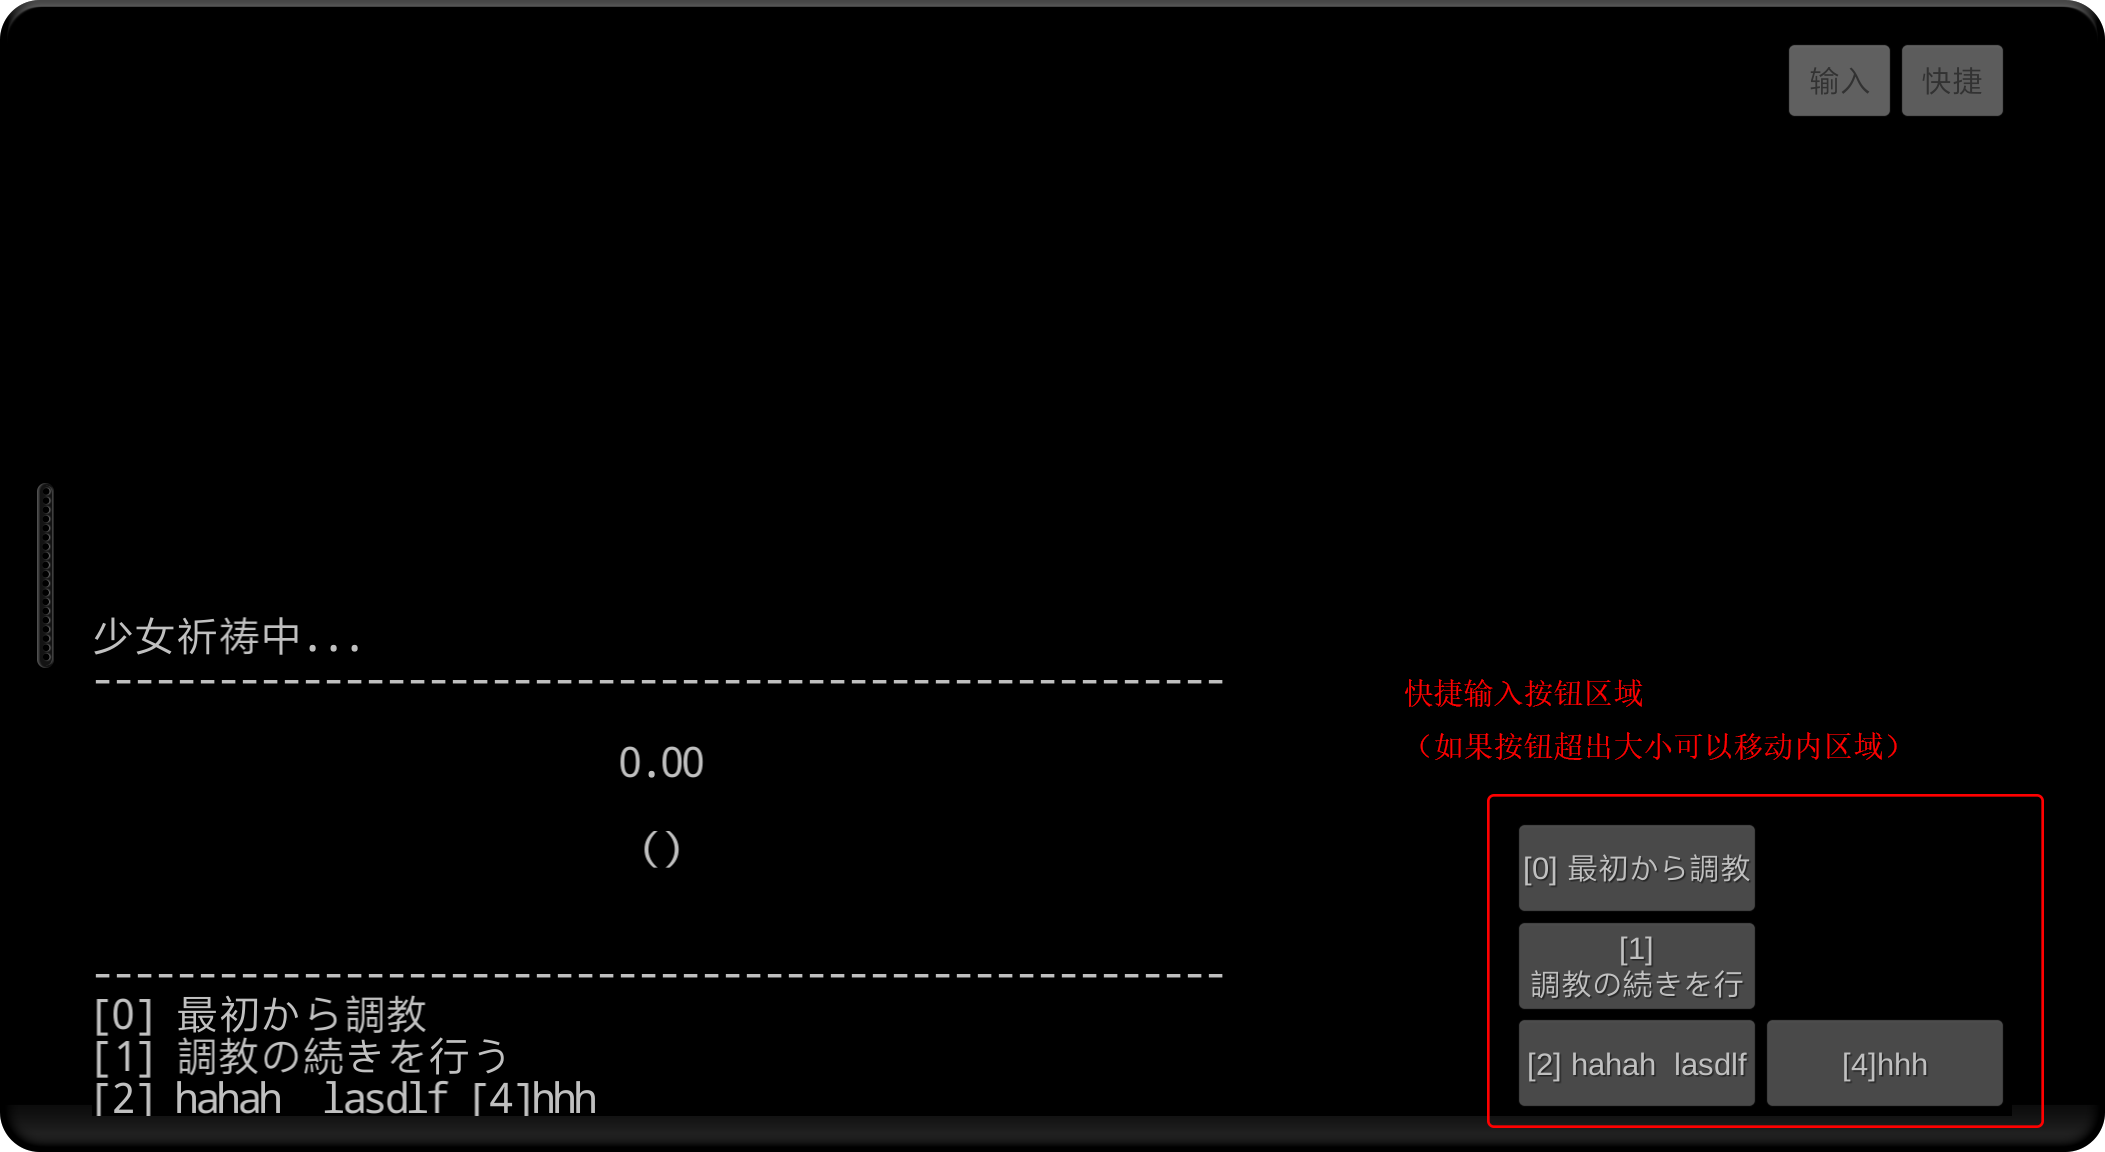 输入 快捷
少女祈祷中...
------------------------------------------------------
快捷输入按钮区域
0.00
（如果按钮超出大小可以移动内区域）
()
[0] 最初から調教
[1]
調教の続きを行
------------------------------------------------------
[0] 最初から調教
[1] 調教の続きを行う
[2] hahah  lasdlf [4]hhh
[2] hahah  lasdlf [4]hhh